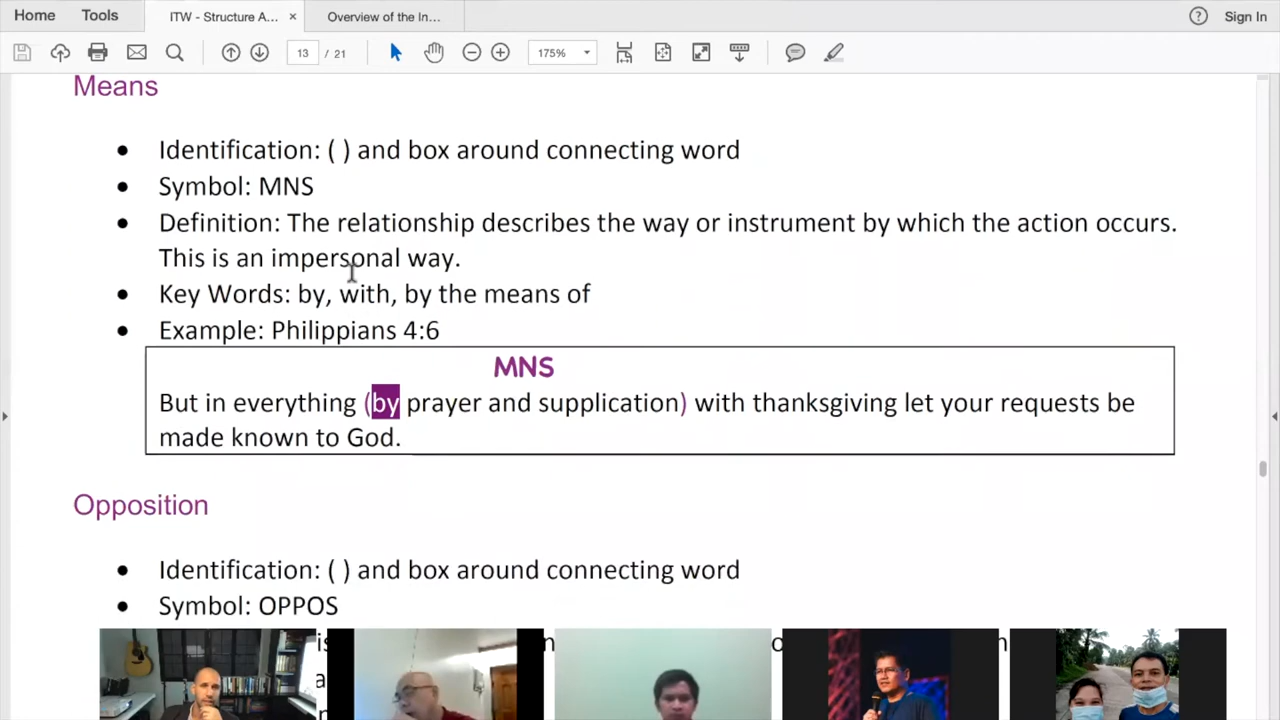 Home Tools ITW - Structure A... × Overview of the In... ? Sign In
13 / 21 175%
Means
• Identification: ( ) and box around connecting word
• Symbol: MNS
• Definition: The relationship describes the way or instrument by which the action occurs.
This is an impersonal way.
• Key Words: by, with, by the means of
• Example: Philippians 4:6
MNS
But in everything (by prayer and supplication) with thanksgiving let your requests be
made known to God.
Opposition
• Identification: ( ) and box around connecting word
• Symbol: OPPOS